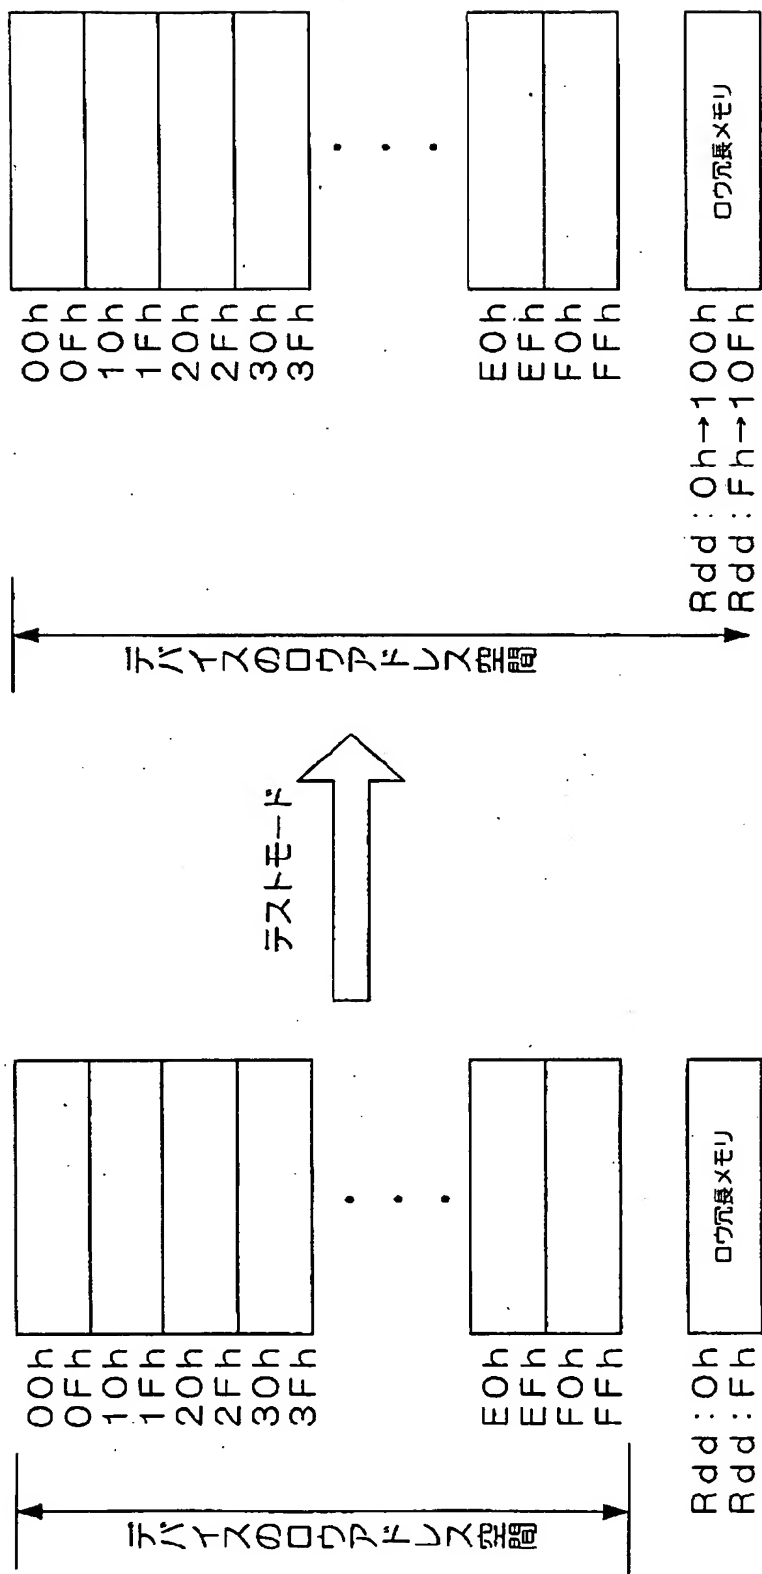 デバイスのロウアドレス空間
00h
0Fh
10h
1Fh
20h
2Fh
30h
3Fh
E0h
EFh
F0h
FFh
Rdd:0h
Rdd:Fh
ロウ冗長メモリ
テストモード
デバイスのロウアドレス空間
00h
0Fh
10h
1Fh
20h
2Fh
30h
3Fh
E0h
EFh
F0h
FFh
Rdd:0h→100h
Rdd:Fh→10Fh
ロウ冗長メモリ